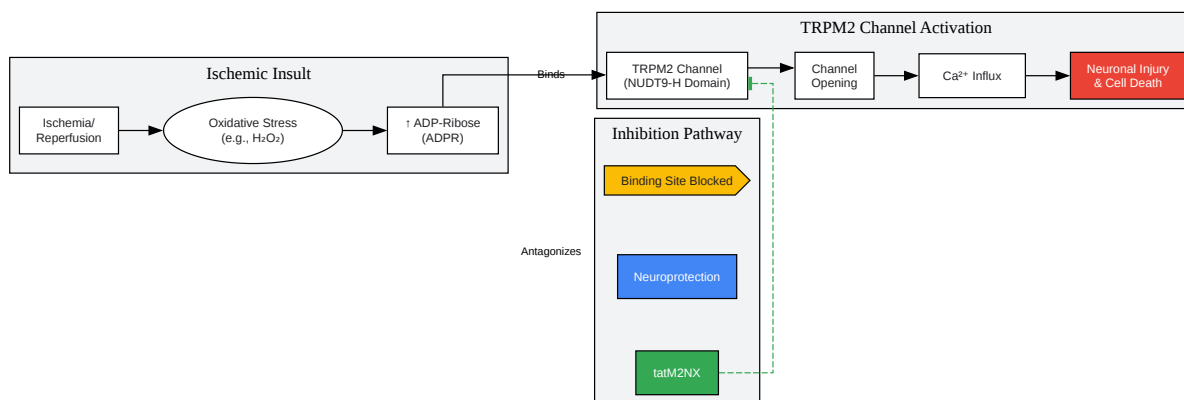 Ischemic Insult
Ischemia/
Reperfusion
Oxidative Stress
(e.g., H₂O₂)
↑ ADP-Ribose
(ADPR)
Binds
TRPM2 Channel Activation
TRPM2 Channel
(NUDT9-H Domain)
Channel
Opening
Ca²⁺ Influx
Neuronal Injury
& Cell Death
Inhibition Pathway
Binding Site Blocked
Antagonizes
Neuroprotection
tatM2NX